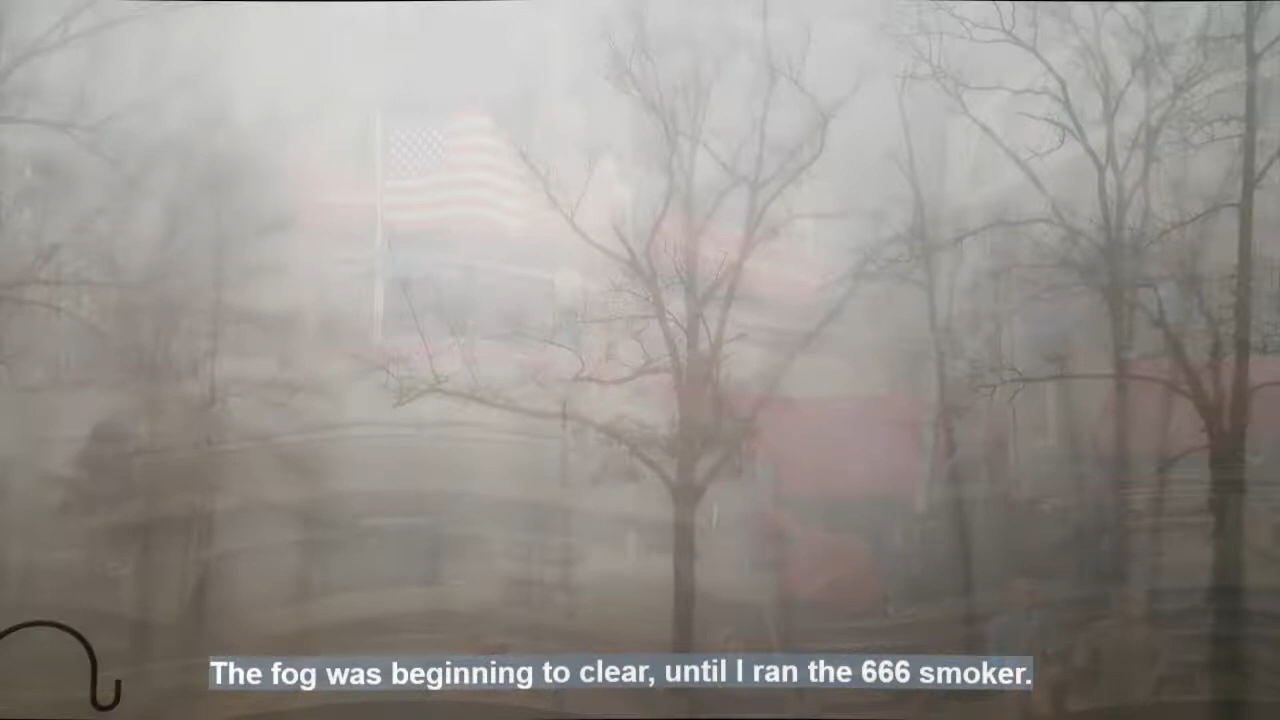 The fog was beginning to clear, until I ran the 666 smoker.